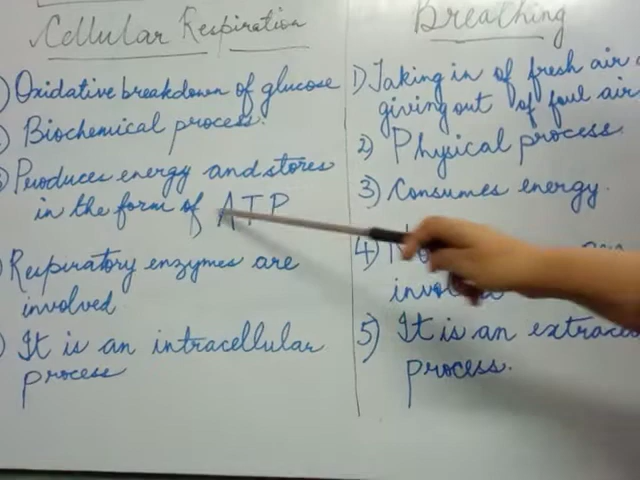 Cellular Respiration
) Oxidative breakdown of glucose
) Biochemical process.
) Produces energy and stores
in the form of ATP
) Respiratory enzymes are
involved
) It is an intracellular
process
Breathing
1) Taking in of fresh air
giving out of foul air
2) Physical process.
3) Consumes energy.
4)
involved
5) It is an
process.